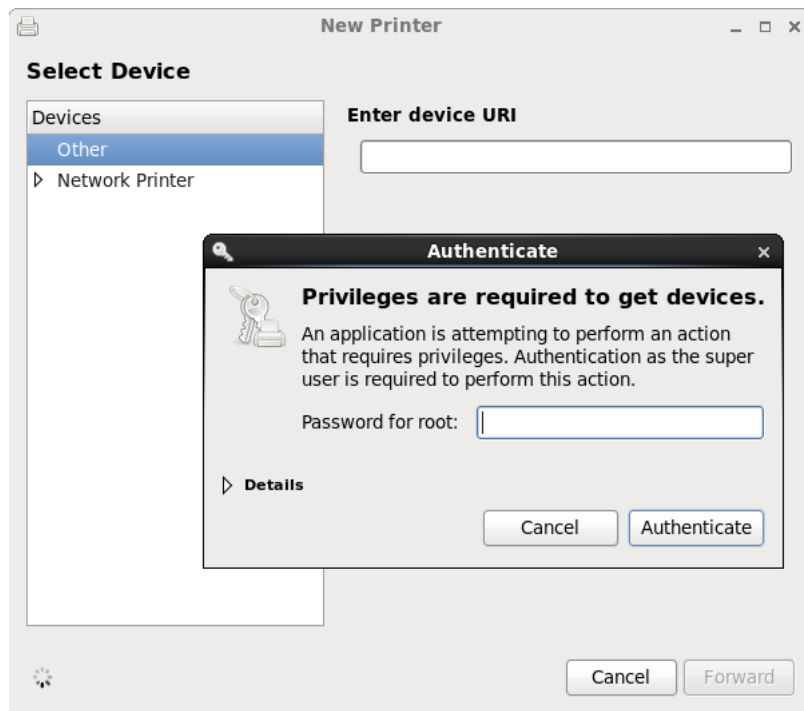 New Printer
Select Device
Devices
Other
Network Printer
Enter device URI
Authenticate
Privileges are required to get devices.
An application is attempting to perform an action
that requires privileges. Authentication as the super
user is required to perform this action.
Password for root:
Details
Cancel
Authenticate
Cancel
Forward